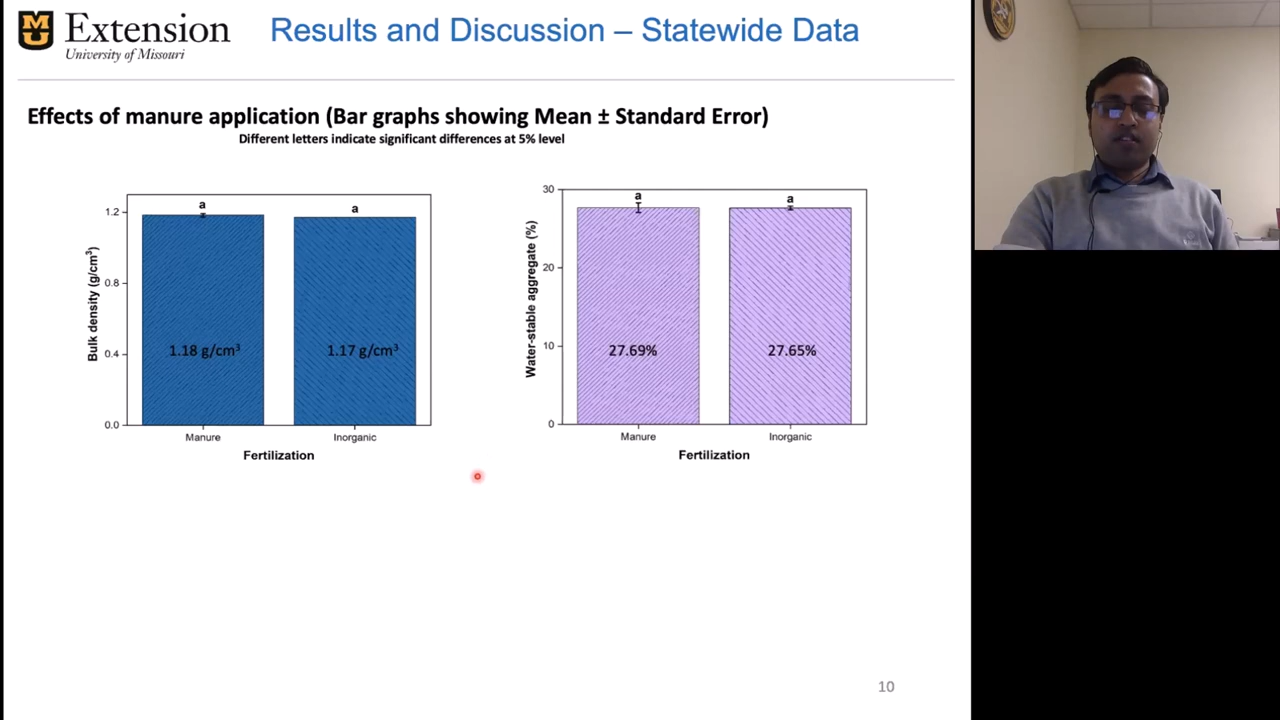 Extension
University of Missouri
Results and Discussion – Statewide Data
Effects of manure application (Bar graphs showing Mean ± Standard Error)
Different letters indicate significant differences at 5% level
Bulk density (g/cm³)
1.2
0.8
0.4
0.0
a
a
1.18 g/cm³
1.17 g/cm³
Manure
Inorganic
Fertilization
Water-stable aggregate (%)
30
20
10
0
a
a
27.69%
27.65%
Manure
Inorganic
Fertilization
10